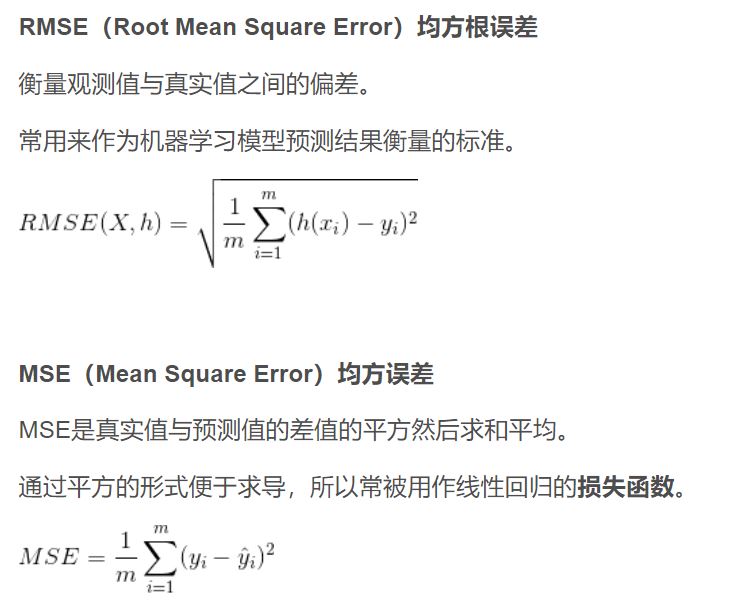 RMSE（Root Mean Square Error）均方根误差
衡量观测值与真实值之间的偏差。
常用来作为机器学习模型预测结果衡量的标准。
$RMSE(X, h) = \sqrt{\frac{1}{m} \sum_{i=1}^{m} (h(x_i) - y_i)^2}$
MSE（Mean Square Error）均方误差
MSE是真实值与预测值的差值的平方然后求和平均。
通过平方的形式便于求导，所以常被用作线性回归的损失函数。
$MSE = \frac{1}{m} \sum_{i=1}^{m} (y_i - \hat{y}_i)^2$